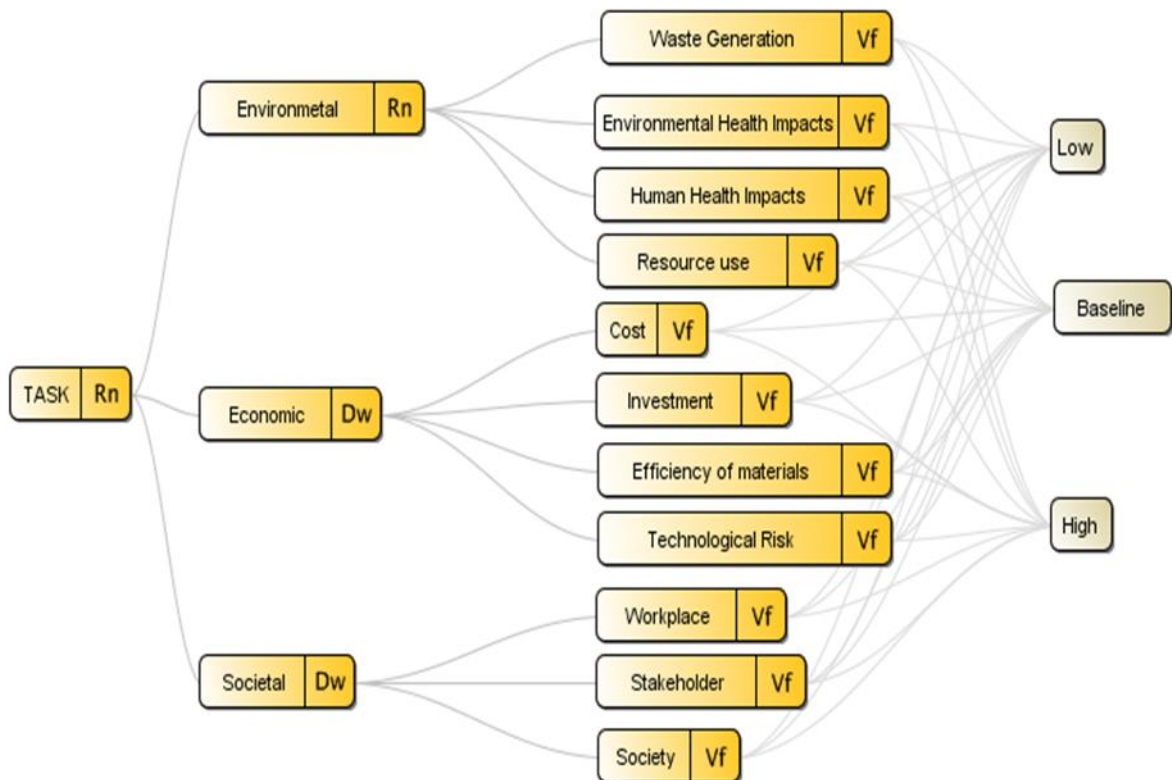 Waste Generation Vf
Environmetal Rn
Environmental Health Impacts Vf
Low
Human Health Impacts Vf
Resource use Vf
Baseline
Cost Vf
TASK Rn
Economic Dw
Investment Vf
Efficiency of materials Vf
High
Technological Risk Vf
Workplace Vf
Societal Dw
Stakeholder Vf
Society Vf